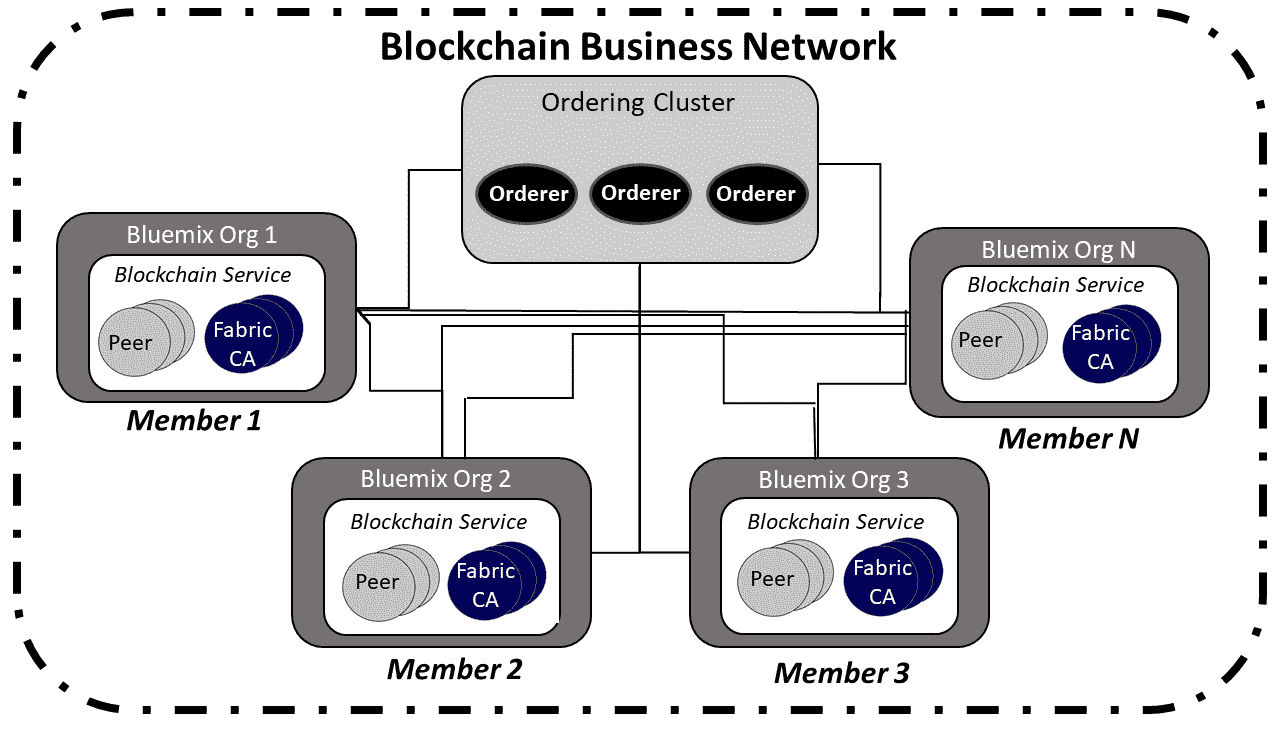 Blockchain Business Network
Ordering Cluster
Orderer
Orderer
Orderer
Bluemix Org 1
Blockchain Service
Peer
Fabric
CA
Member 1
Bluemix Org N
Blockchain Service
Peer
Fabric
CA
Member N
Bluemix Org 2
Blockchain Service
Peer
Fabric
CA
Member 2
Bluemix Org 3
Blockchain Service
Peer
Fabric
CA
Member 3